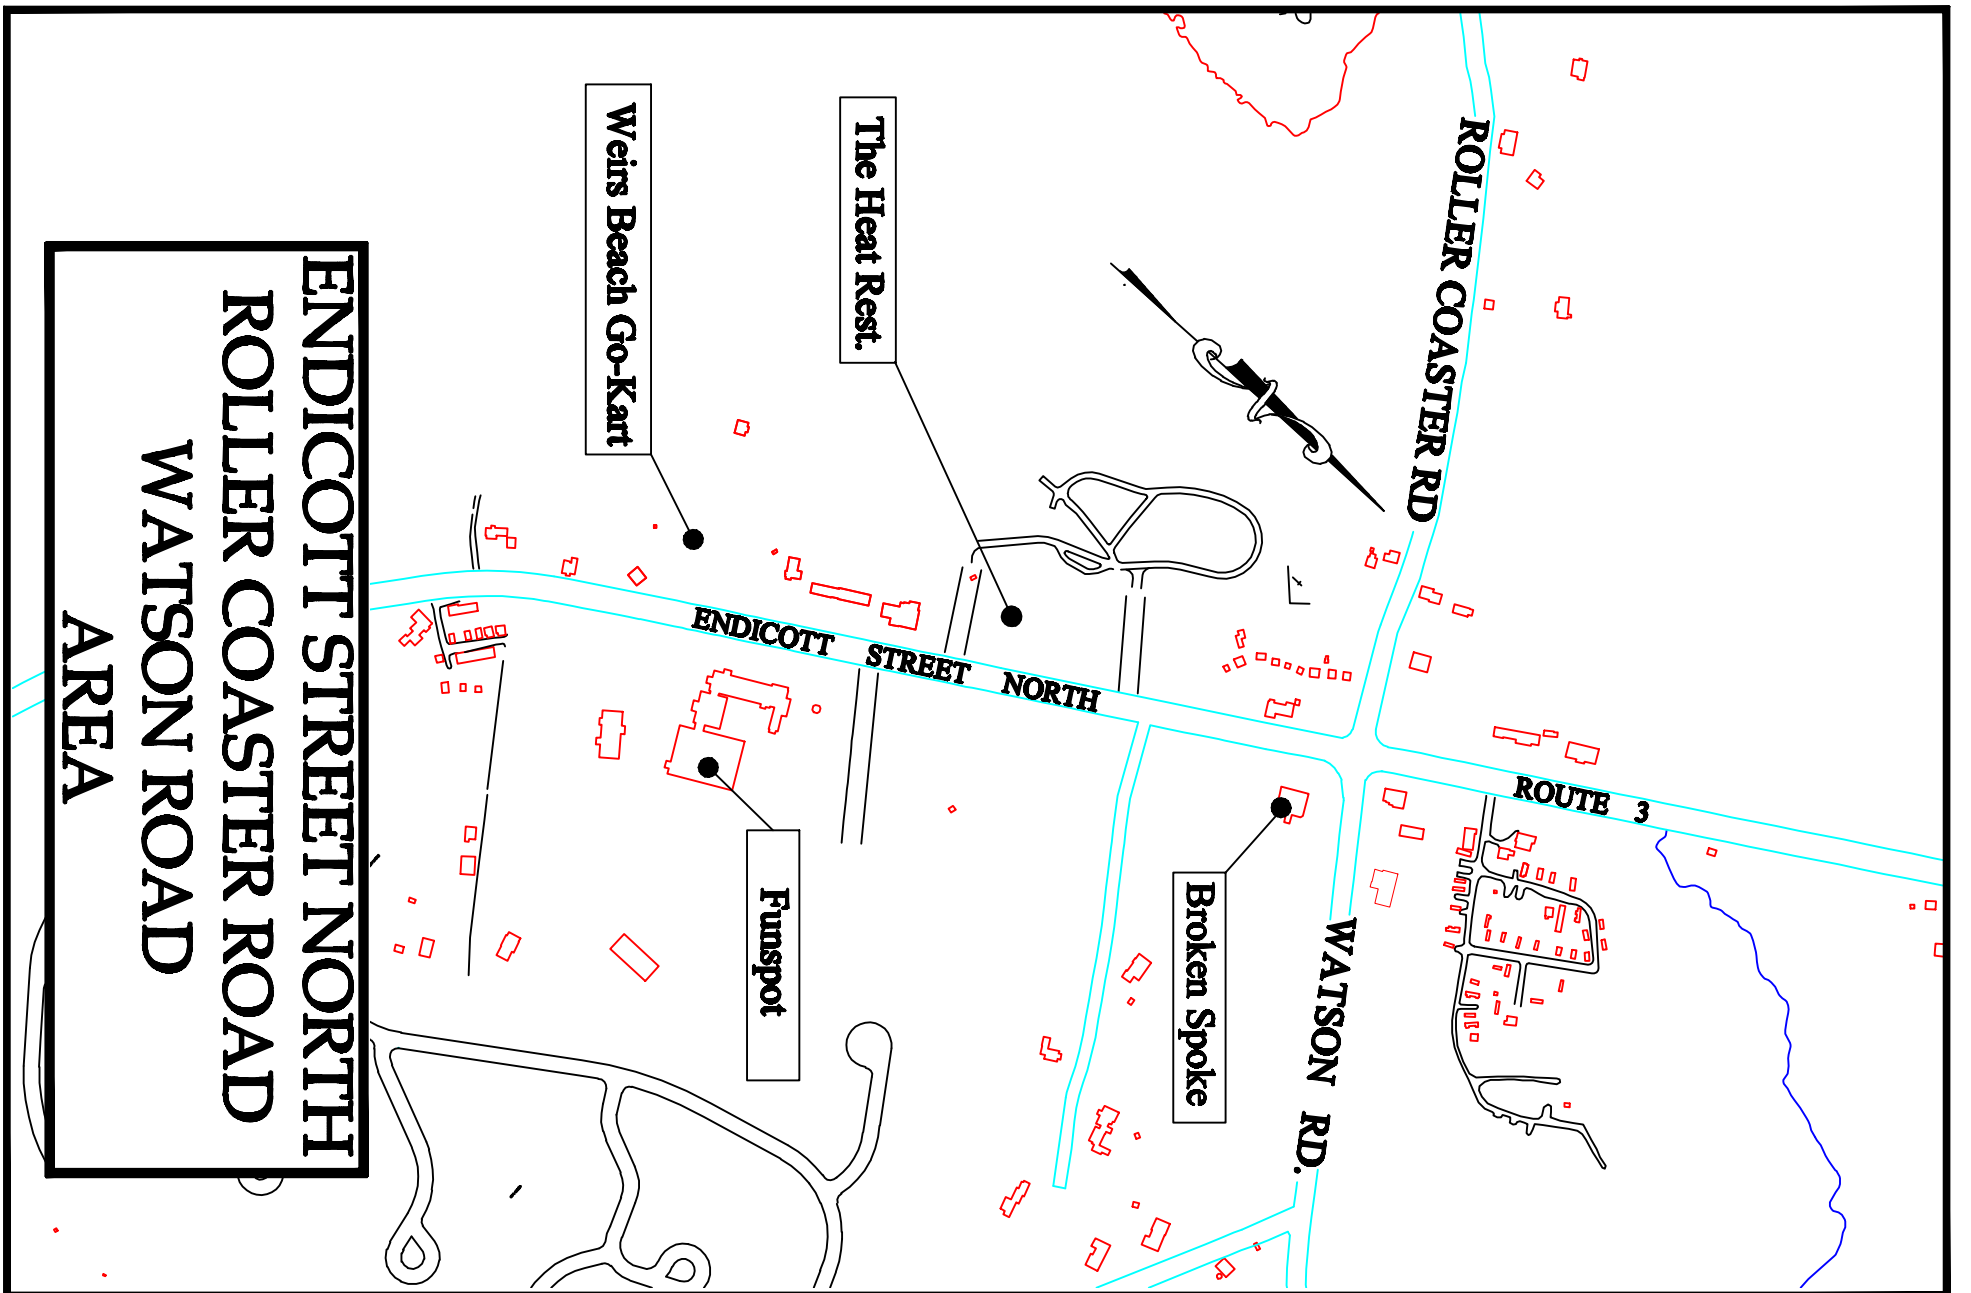 ENDICOTT STREET NORTH
ROLLER COASTER ROAD
WATSON ROAD
AREA
Weirs Beach Go-Kart
The Heat Rest.
ROLLER COASTER RD
ENDICOTT STREET NORTH
ROUTE 3
Funspot
Broken Spoke
WATSON RD.